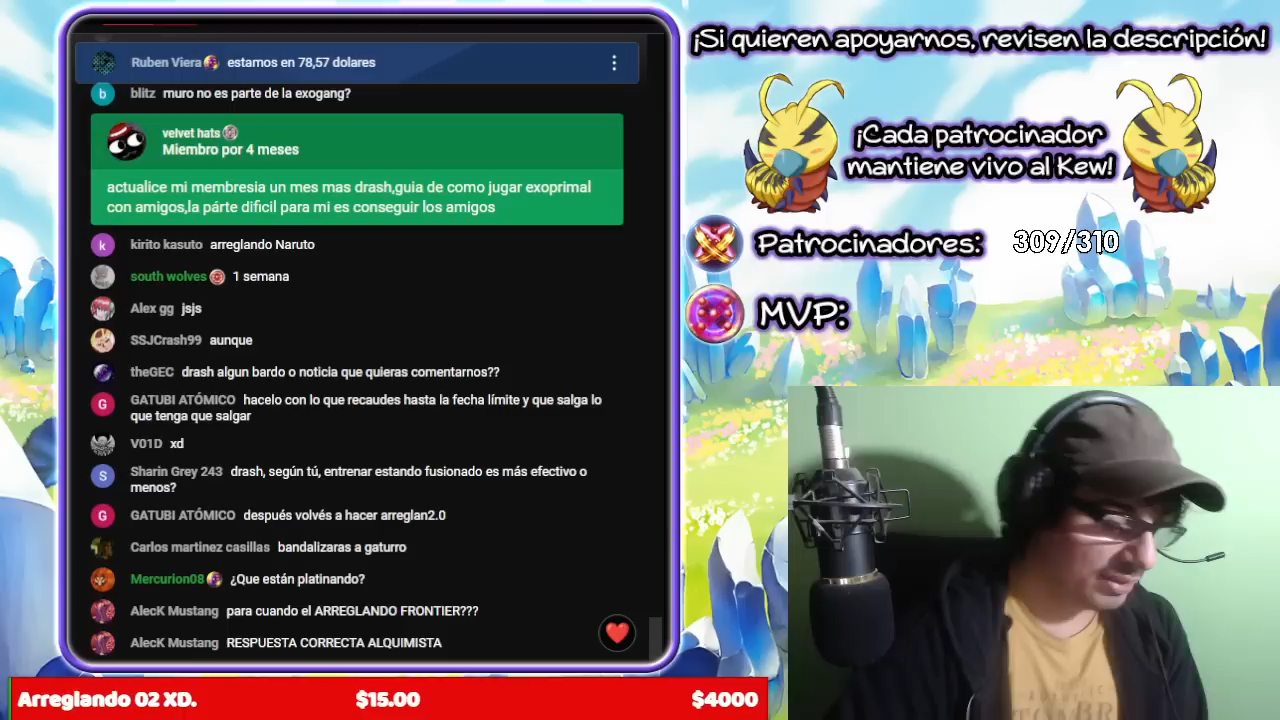 ¡Si quieren apoyarnos, revisen la descripción!
Ruben Viera estamos en 78,57 dolares
b blitz muro no es parte de la exogang?
velvet hats
Miembro por 4 meses
actualice mi membresia un mes mas drash,guia de como jugar exoprimal
con amigos,la párte dificil para mi es conseguir los amigos
k kirito kasuto arreglando Naruto
south wolves 1 semana
Alex gg jsjs
SSJCrash99 aunque
theGEC drash algun bardo o noticia que quieras comentarnos??
G GATUBI ATÓMICO hacelo con lo que recaudes hasta la fecha límite y que salga lo
que tenga que salgar
V01D xd
S Sharin Grey 243 drash, según tú, entrenar estando fusionado es más efectivo o
menos?
G GATUBI ATÓMICO después volvés a hacer arreglan2.0
Carlos martinez casillas bandalizaras a gaturro
Mercurion08 ¿Que están platinando?
AlecK Mustang para cuando el ARREGLANDO FRONTIER???
AlecK Mustang RESPUESTA CORRECTA ALQUIMISTA
¡Cada patrocinador
mantiene vivo al Kew!
Patrocinadores: 309/310
MVP:
Arreglando 02 XD. $15.00 $4000